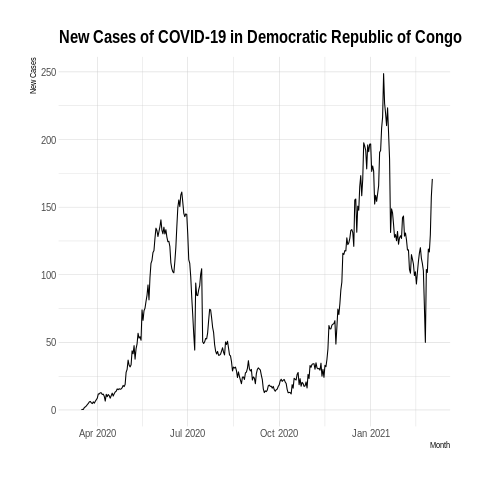 New Cases of COVID-19 in Democratic Republic of Congo
New Cases
250
200
150
100
50
0
Apr 2020
Jul 2020
Oct 2020
Jan 2021
Month